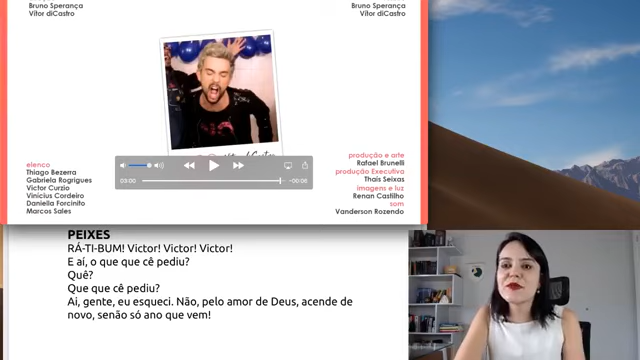 Bruno Sperança
Vítor diCastro
Bruno Sperança
Vítor diCastro
elenco
Thiago Bezerra
Gabriela Rogrigues
Victor Curzio
Vinícius Cordeiro
Daniella Forcinito
Marcos Sales
produção e arte
Rafael Brunelli
produção Executiva
Thaís Seixas
imagens e luz
Renan Castilho
som
Vanderson Rozendo
03:00
-00:08
PEIXES
RÁ-TI-BUM! Victor! Victor! Victor!
E aí, o que que cê pediu?
Quê?
Que que cê pediu?
Ai, gente, eu esqueci. Não, pelo amor de Deus, acende de
novo, senão só ano que vem!